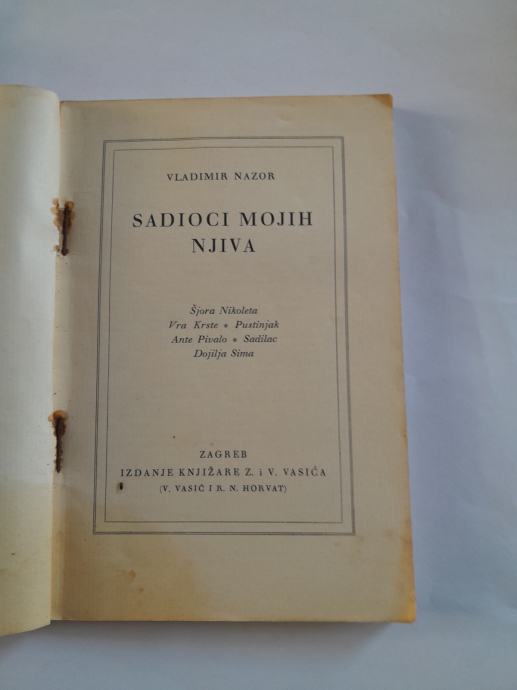 VLADIMIR NAZOR
SADIOCI MOJIH
NJIVA
Šjora Nikoleta
Vra Krste * Pustinjak
Ante Pivalo * Sadilac
Dojilja Sima
ZAGREB
IZDANJE KNJIŽARE Z. i V. VASIĆA
(V. VASIĆ I R. N. HORVAT)